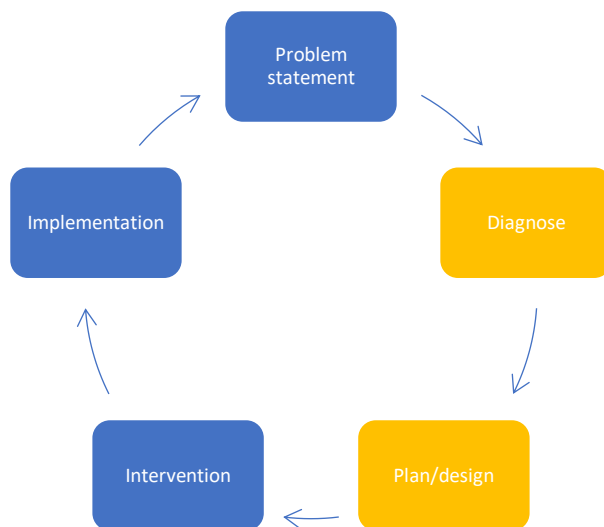 Problem
statement
Diagnose
Plan/design
Intervention
Implementation